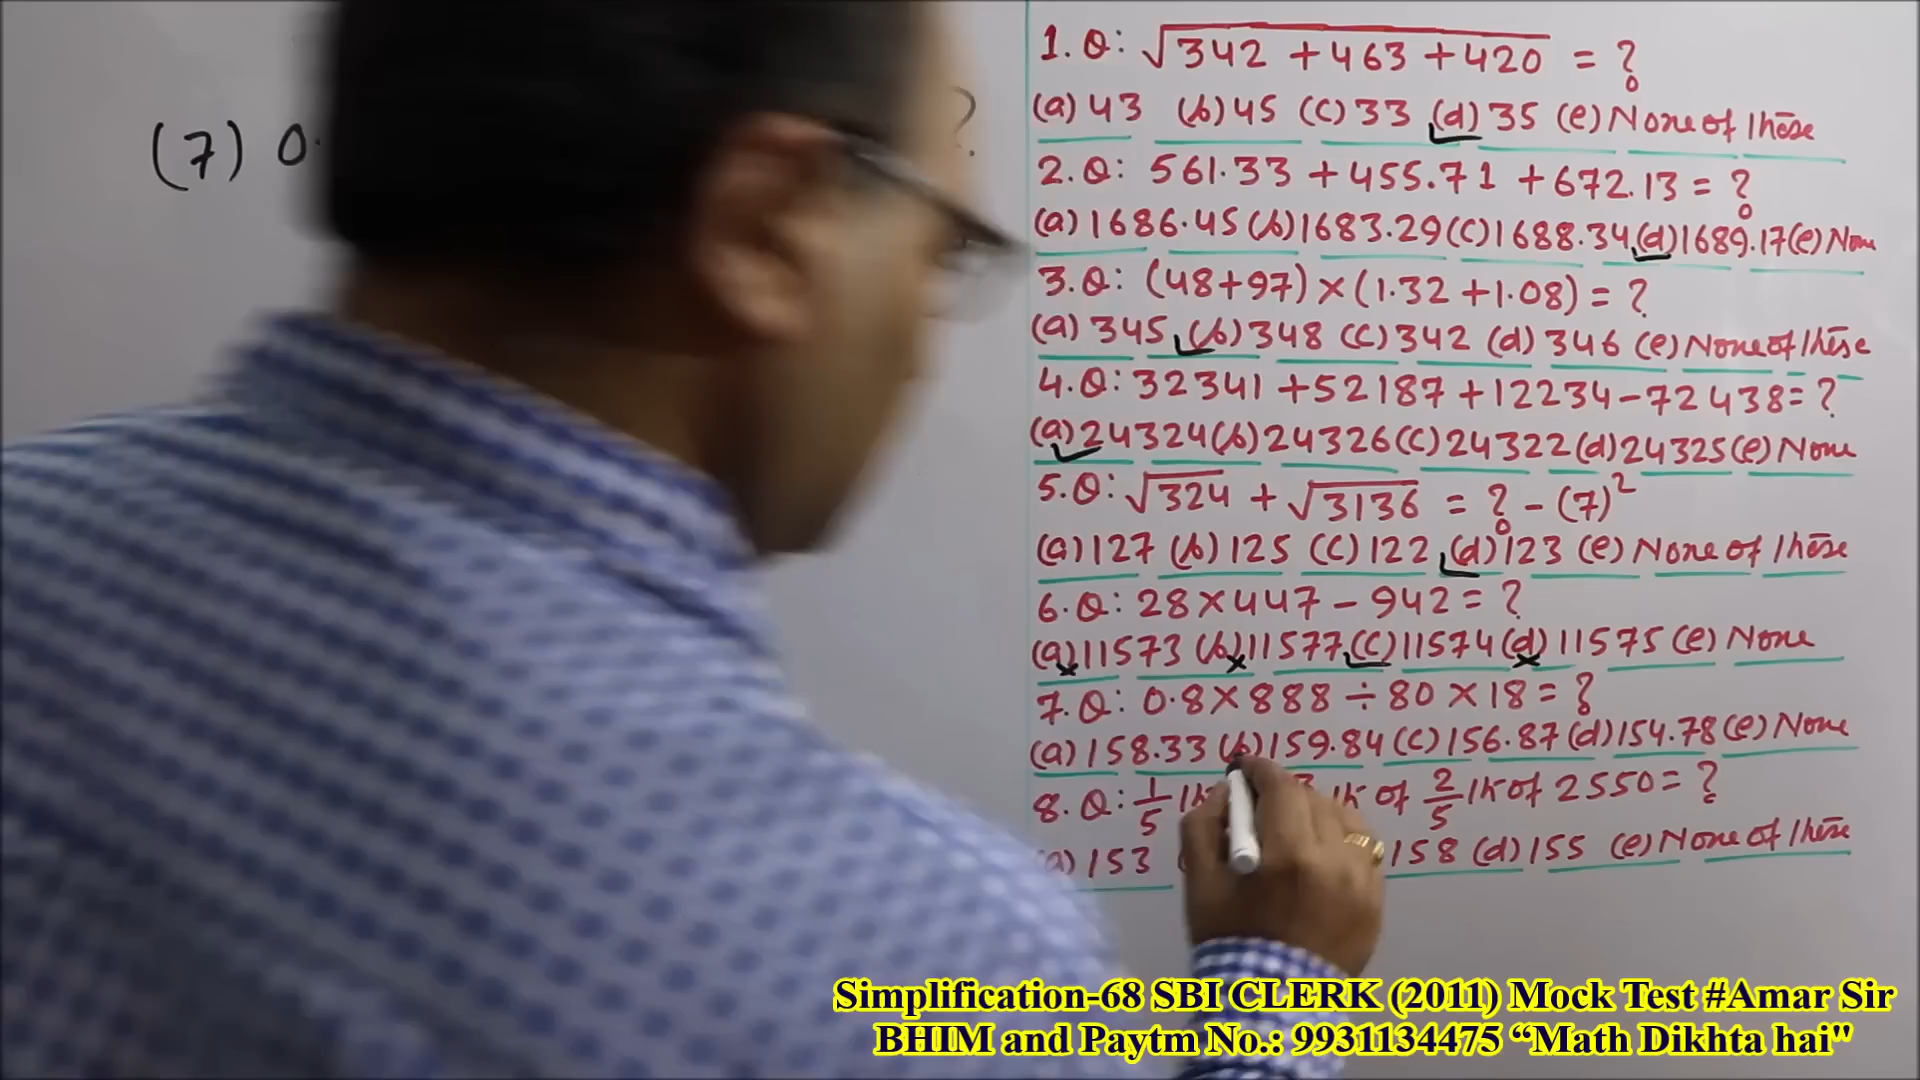 (7) 0. ?
1. Q: √342 + 463 + 420 = ?
(a) 43 (b) 45 (c) 33 (d) 35 (e) None of these
2. Q: 561.33 + 455.71 + 672.13 = ?
(a) 1686.45 (b) 1683.29 (c) 1688.34 (d) 1689.17 (e) None
3. Q: (48+97) × (1.32 + 1.08) = ?
(a) 345 (b) 348 (c) 342 (d) 346 (e) None of these
4. Q: 32341 + 52187 + 12234 - 72438 = ?
(a) 24324 (b) 24326 (c) 24322 (d) 24325 (e) None
5. Q: √324 + √3136 = ? - (7)²
(a) 127 (b) 125 (c) 122 (d) 123 (e) None of these
6. Q: 28 × 447 - 942 = ?
(a) 11573 (b) 11577 (c) 11574 (d) 11575 (e) None
7. Q: 0.8 × 888 ÷ 80 × 18 = ?
(a) 158.33 (b) 159.84 (c) 156.87 (d) 154.78 (e) None
8. Q: 1/5 of 2/5 th of 2550 = ?
(a) 153 158 (d) 155 (e) None of these
Simplification-68 SBI CLERK (2011) Mock Test #Amar Sir
BHIM and Paytm No.: 9931134475 “Math Dikhta hai"